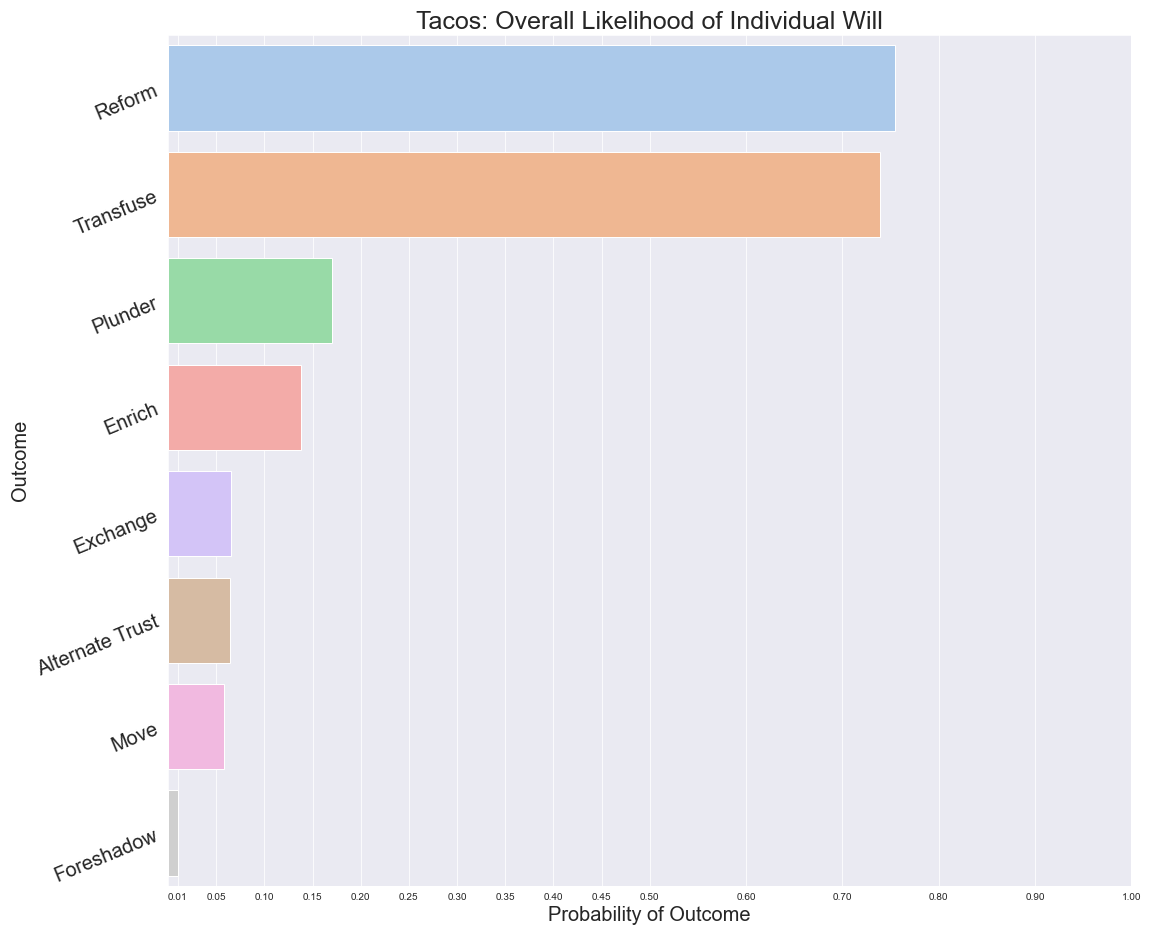 Tacos: Overall Likelihood of Individual Will
Outcome
Reform
Transfuse
Plunder
Enrich
Exchange
Alternate Trust
Move
Foreshadow
0.01 0.05 0.10 0.15 0.20 0.25 0.30 0.35 0.40 0.45 0.50 0.60 0.70 0.80 0.90 1.00
Probability of Outcome